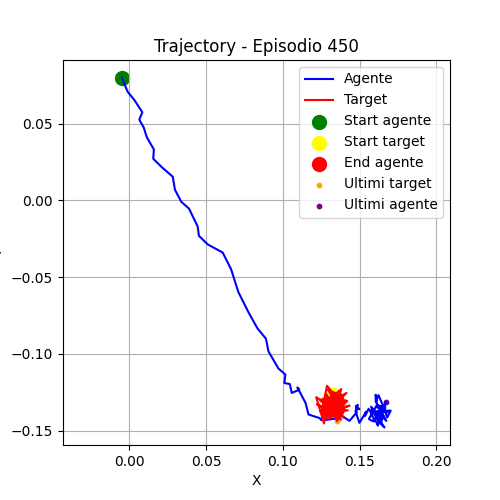 Trajectory - Episodio 450
Agente
Target
Start agente
Start target
End agente
Ultimi target
Ultimi agente
0.05
0.00
−0.05
−0.10
−0.15
0.00
0.05
0.10
0.15
0.20
X